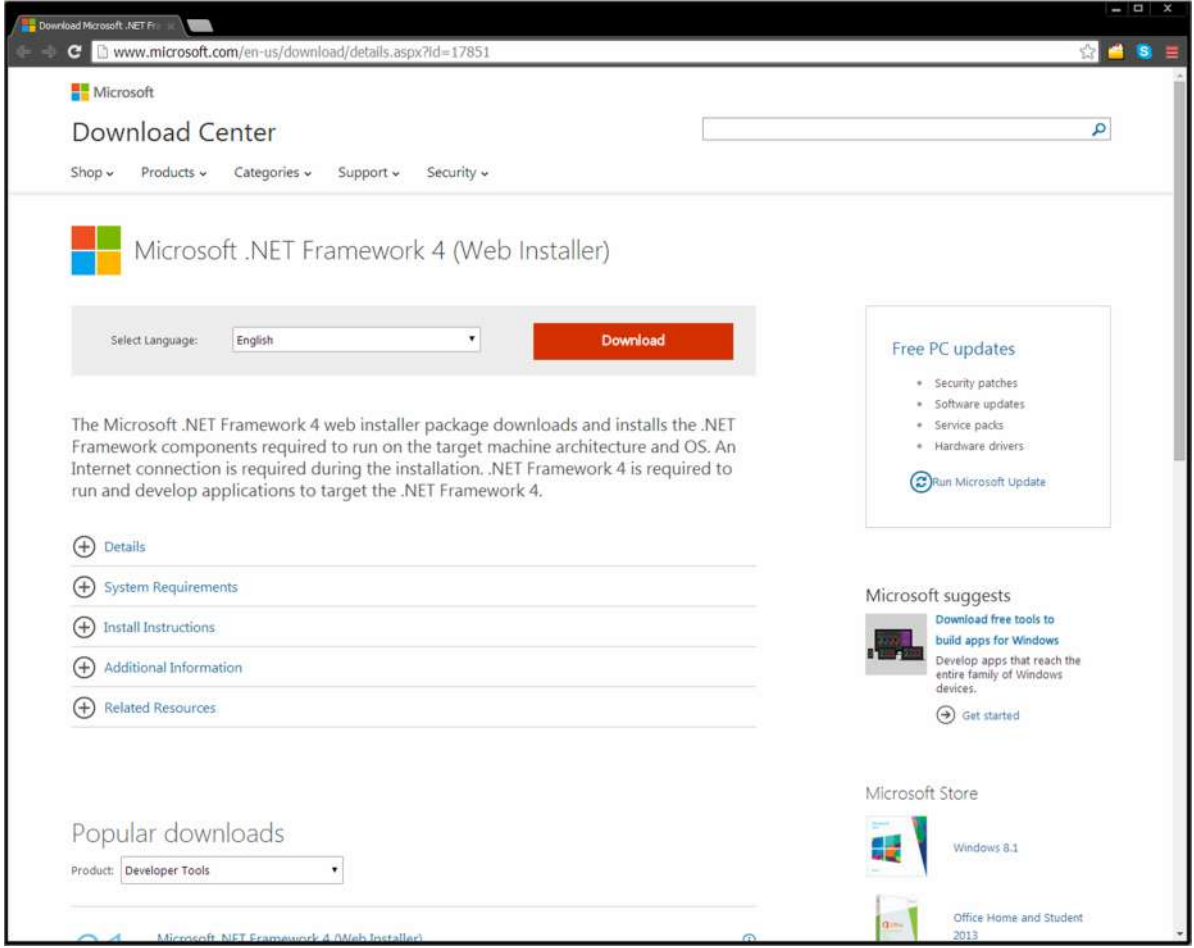 Download Microsoft .NET Fr
www.microsoft.com/en-us/download/details.aspx?id=17851
Microsoft
Download Center
Shop Products Categories Support Security
Microsoft .NET Framework 4 (Web Installer)
Select Language: English Download
The Microsoft .NET Framework 4 web installer package downloads and installs the .NET
Framework components required to run on the target machine architecture and OS. An
Internet connection is required during the installation. .NET Framework 4 is required to
run and develop applications to target the .NET Framework 4.
Details
System Requirements
Install Instructions
Additional Information
Related Resources
Popular downloads
Product: Developer Tools
Microsoft .NET Framework 4 (Web Installer)
Free PC updates
Security patches
Software updates
Service packs
Hardware drivers
Run Microsoft Update
Microsoft suggests
Download free tools to
build apps for Windows
Develop apps that reach the
entire family of Windows
devices.
Get started
Microsoft Store
Windows 8.1
Office Home and Student
2013